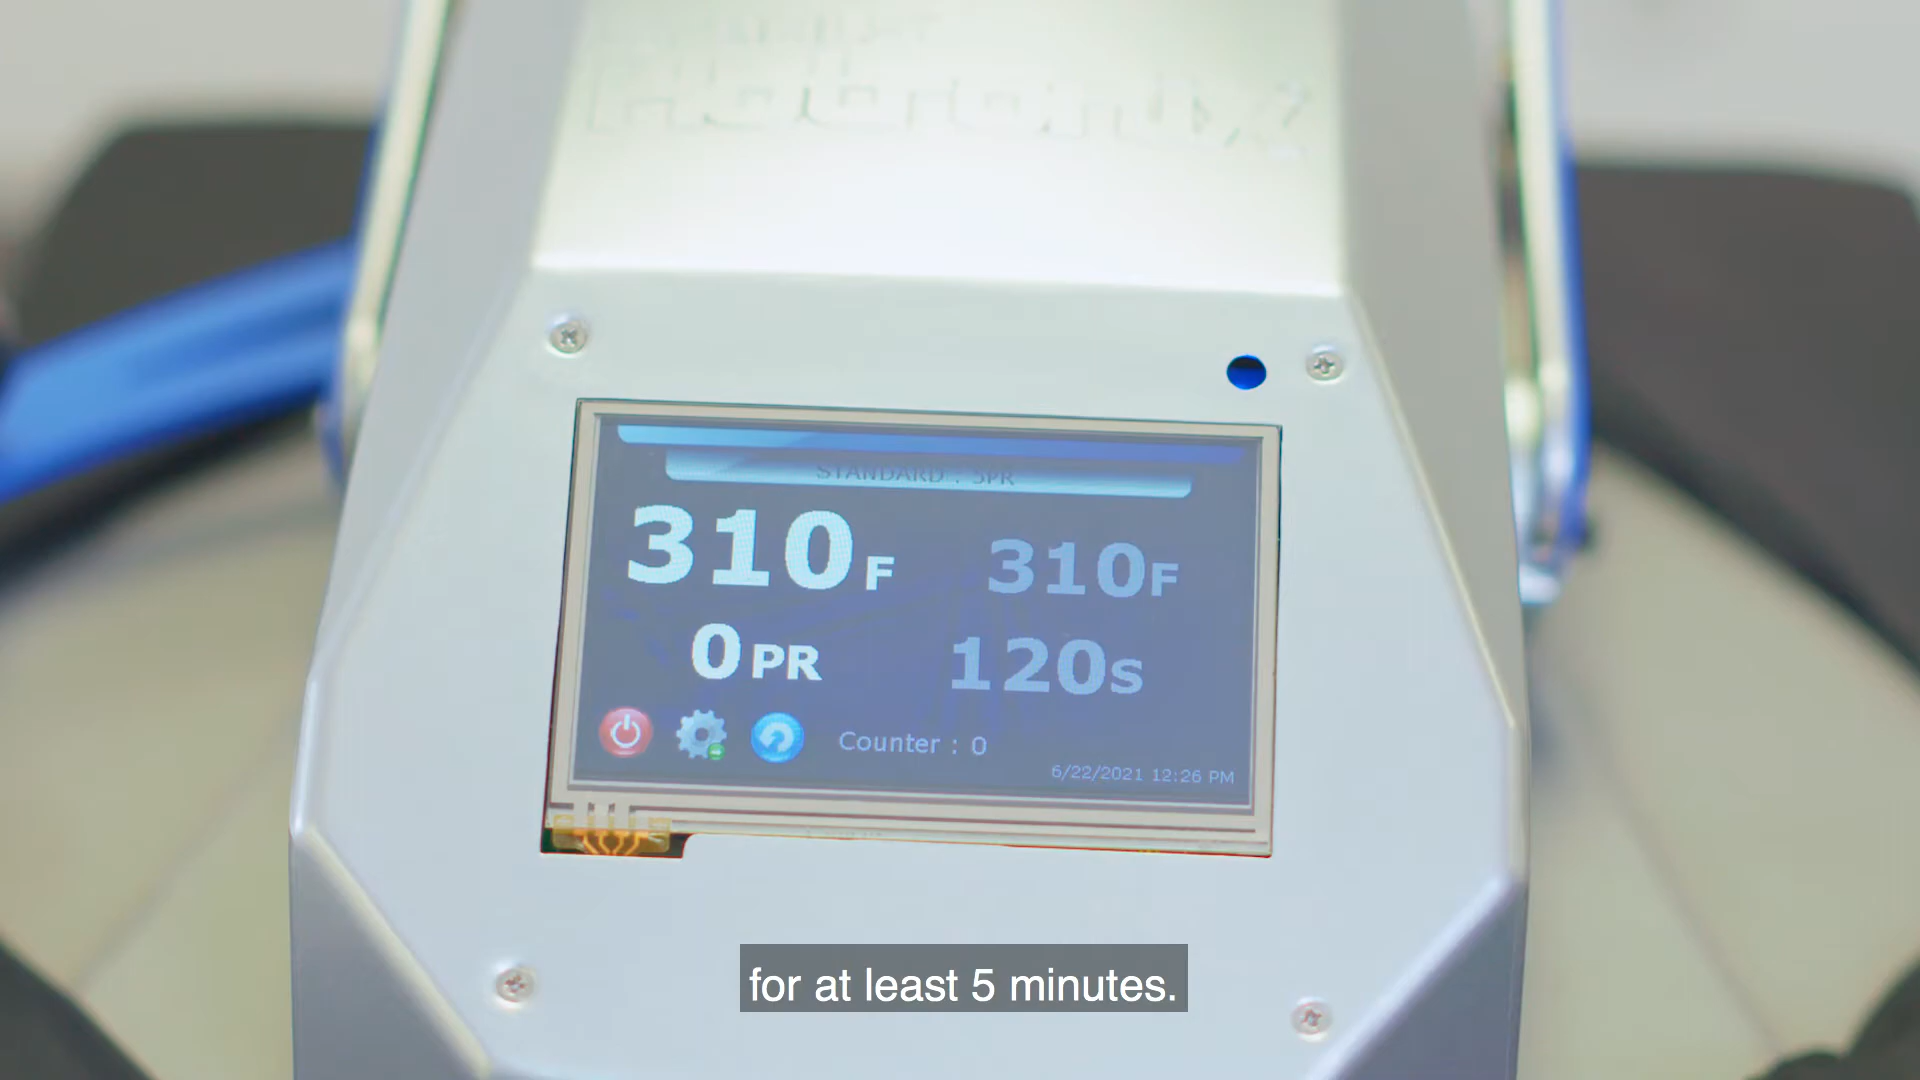 STANDARD : 5PR
310F 310F
0PR 120S
Counter : 0
6/22/2021 12:26 PM
for at least 5 minutes.